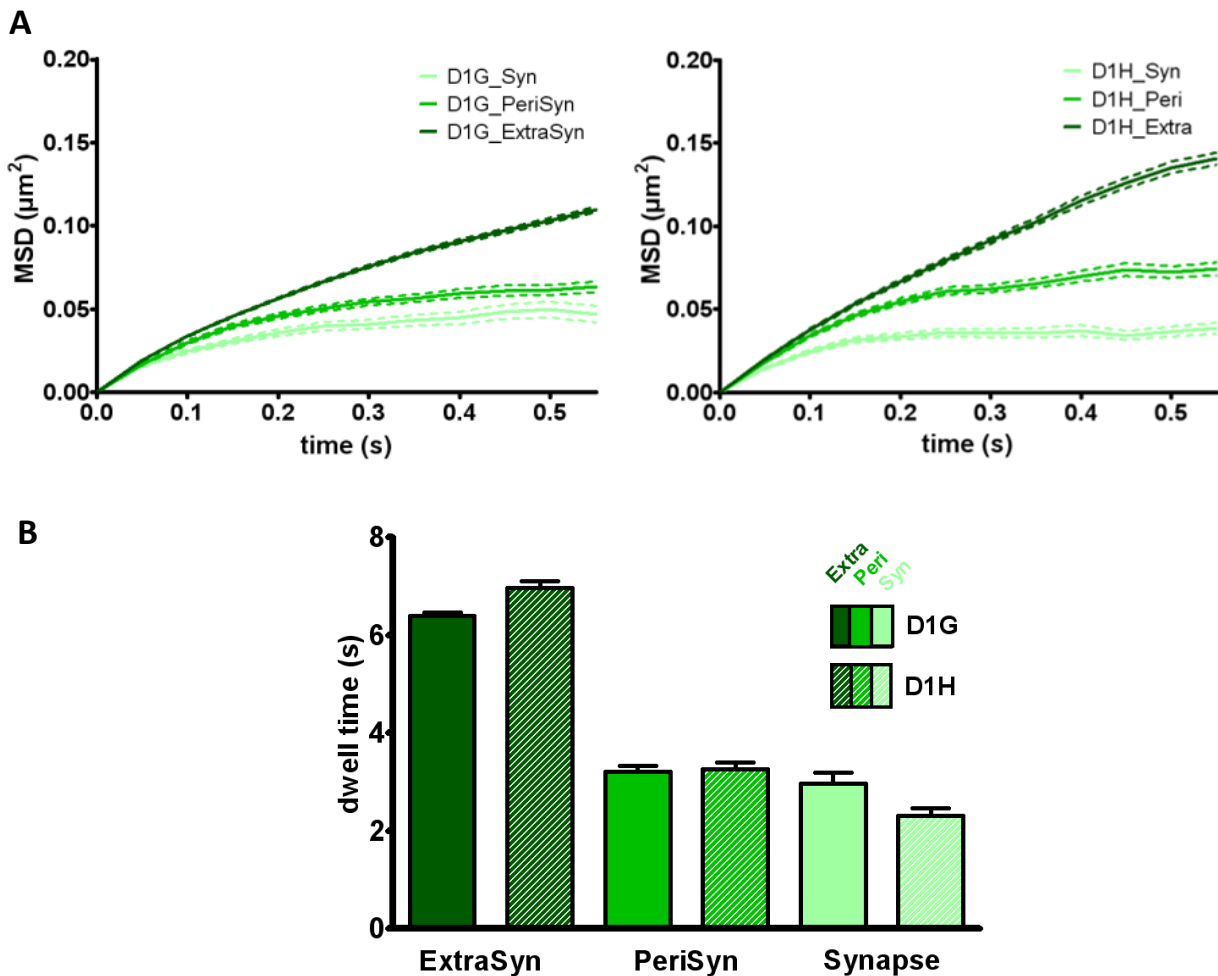 A
0.20
0.15
0.10
0.05
0.00
MSD (µm²)
0.0 0.1 0.2 0.3 0.4 0.5
time (s)
D1G_Syn
D1G_PeriSyn
D1G_ExtraSyn
0.20
0.15
0.10
0.05
0.00
MSD (µm²)
0.0 0.1 0.2 0.3 0.4 0.5
time (s)
D1H_Syn
D1H_Peri
D1H_Extra
B
8
6
4
2
0
dwell time (s)
ExtraSyn PeriSyn Synapse
Extra
Peri
Syn
D1G
D1H